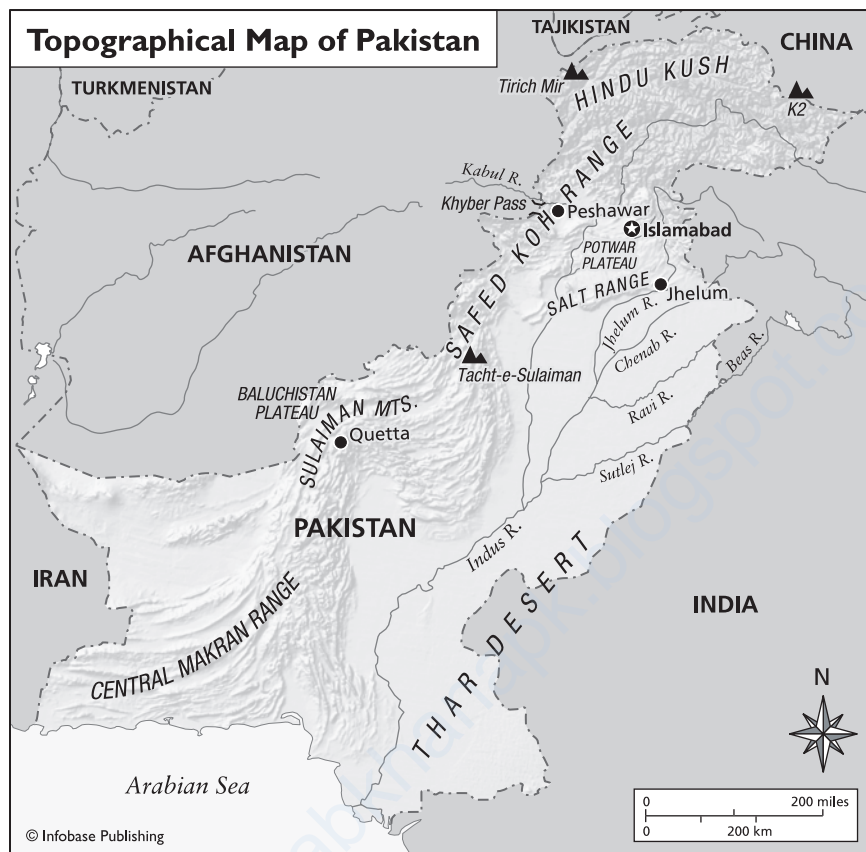 Topographical Map of Pakistan
TAJIKISTAN
CHINA
TURKMENISTAN
Tirich Mir
HINDU KUSH
K2
Kabul R.
Khyber Pass
Peshawar
Islamabad
SAFED KOH RANGE
AFGHANISTAN
POTWAR
PLATEAU
SALT RANGE
Jhelum
Jhelum R.
Chenab R.
Beas R.
Tacht-e-Sulaiman
BALUCHISTAN
PLATEAU
Ravi R.
SULAIMAN MTS.
Quetta
Sutlej R.
PAKISTAN
Indus R.
IRAN
INDIA
THAR DESERT
CENTRAL MAKRAN RANGE
N
Arabian Sea
0 200 miles
0 200 km
© Infobase Publishing